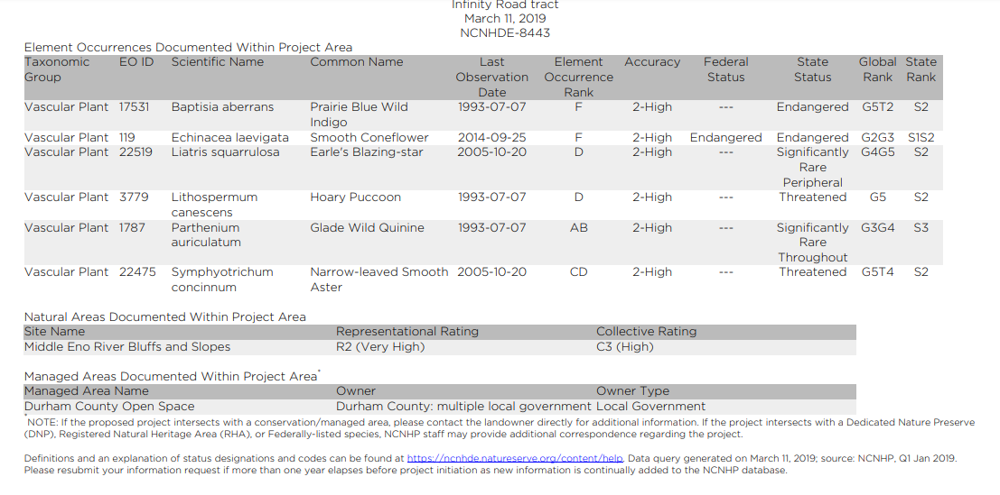 Infinity Road tract
March 11, 2019
NCNHDE-8443
Element Occurrences Documented Within Project Area
Taxonomic Group EO ID Scientific Name Common Name Last Observation Date Element Occurrence Rank Accuracy Federal Status State Status Global Rank State Rank
Vascular Plant 17531 Baptisia aberrans Prairie Blue Wild Indigo 1993-07-07 F 2-High --- Endangered G5T2 S2
Vascular Plant 119 Echinacea laevigata Smooth Coneflower 2014-09-25 F 2-High Endangered Endangered G2G3 S1S2
Vascular Plant 22519 Liatris squarrulosa Earle's Blazing-star 2005-10-20 D 2-High --- Significantly Rare Peripheral G4G5 S2
Vascular Plant 3779 Lithospermum canescens Hoary Puccoon 1993-07-07 D 2-High --- Threatened G5 S2
Vascular Plant 1787 Parthenium auriculatum Glade Wild Quinine 1993-07-07 AB 2-High --- Significantly Rare Throughout G3G4 S3
Vascular Plant 22475 Symphyotrichum concinnum Narrow-leaved Smooth Aster 2005-10-20 CD 2-High --- Threatened G5T4 S2
Natural Areas Documented Within Project Area
Site Name Representational Rating Collective Rating
Middle Eno River Bluffs and Slopes R2 (Very High) C3 (High)
Managed Areas Documented Within Project Area*
Managed Area Name Owner Owner Type
Durham County Open Space Durham County: multiple local government Local Government
*NOTE: If the proposed project intersects with a conservation/managed area, please contact the landowner directly for additional information. If the project intersects with a Dedicated Nature Preserve
(DNP), Registered Natural Heritage Area (RHA), or Federally-listed species, NCNHP staff may provide additional correspondence regarding the project.
Definitions and an explanation of status designations and codes can be found at https://ncnhde.natureserve.org/content/help. Data query generated on March 11, 2019; source: NCNHP, Q1 Jan 2019.
Please resubmit your information request if more than one year elapses before project initiation as new information is continually added to the NCNHP database.